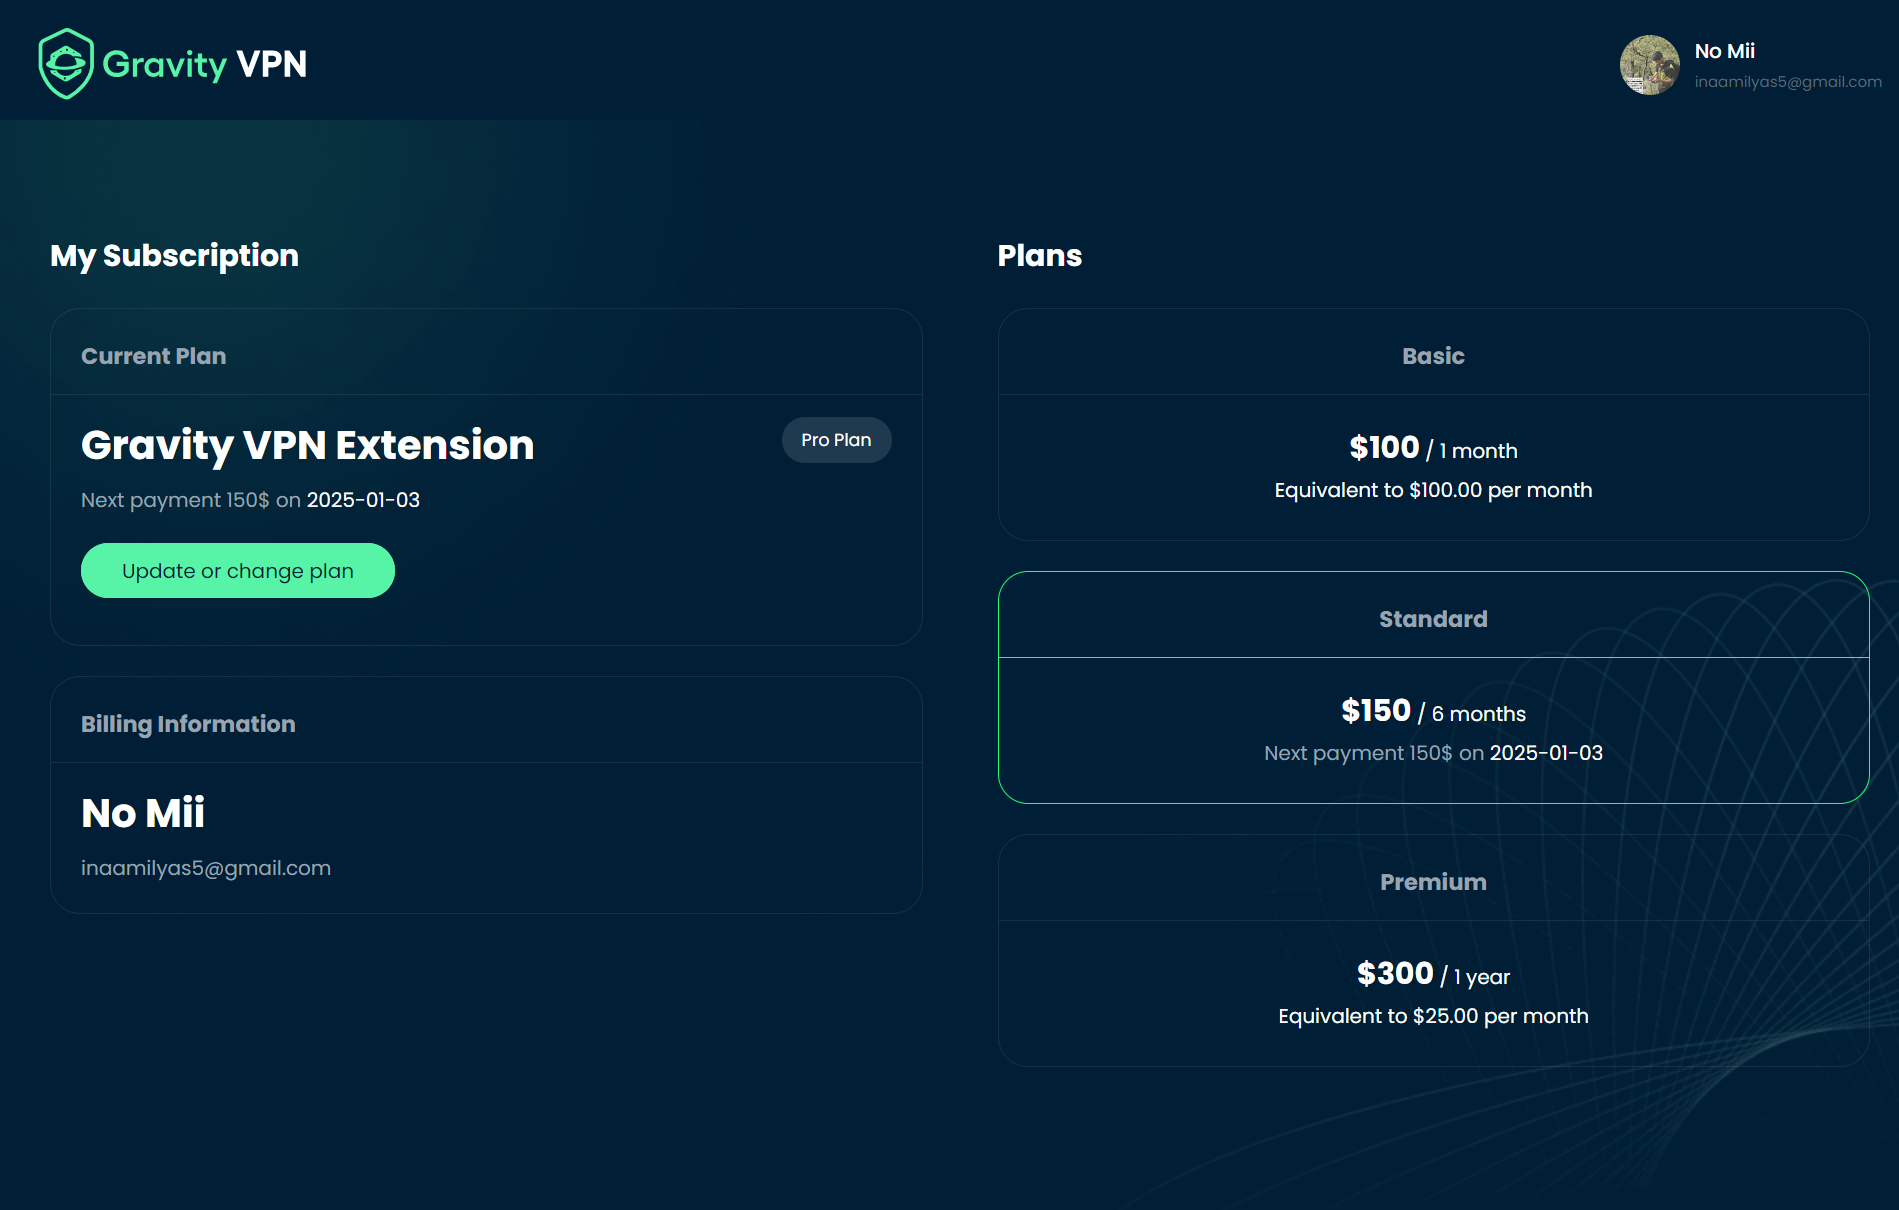 Gravity VPN
No Mii
inaamilyas5@gmail.com
My Subscription
Current Plan
Gravity VPN Extension
Pro Plan
Next payment 150$ on 2025-01-03
Update or change plan
Billing Information
No Mii
inaamilyas5@gmail.com
Plans
Basic
$100 / 1 month
Equivalent to $100.00 per month
Standard
$150 / 6 months
Next payment 150$ on 2025-01-03
Premium
$300 / 1 year
Equivalent to $25.00 per month